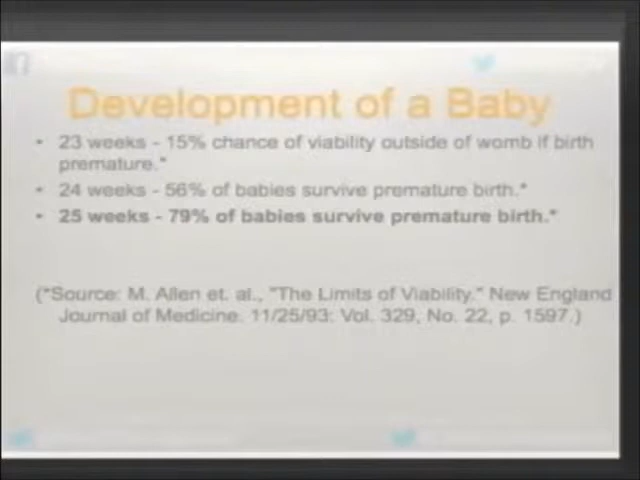 Development of a Baby
• 23 weeks - 15% chance of viability outside of womb if birth
premature.*
• 24 weeks - 56% of babies survive premature birth.*
• 25 weeks - 79% of babies survive premature birth.*
(*Source: M. Allen et. al., "The Limits of Viability." New England
Journal of Medicine. 11/25/93: Vol. 329, No. 22, p. 1597.)